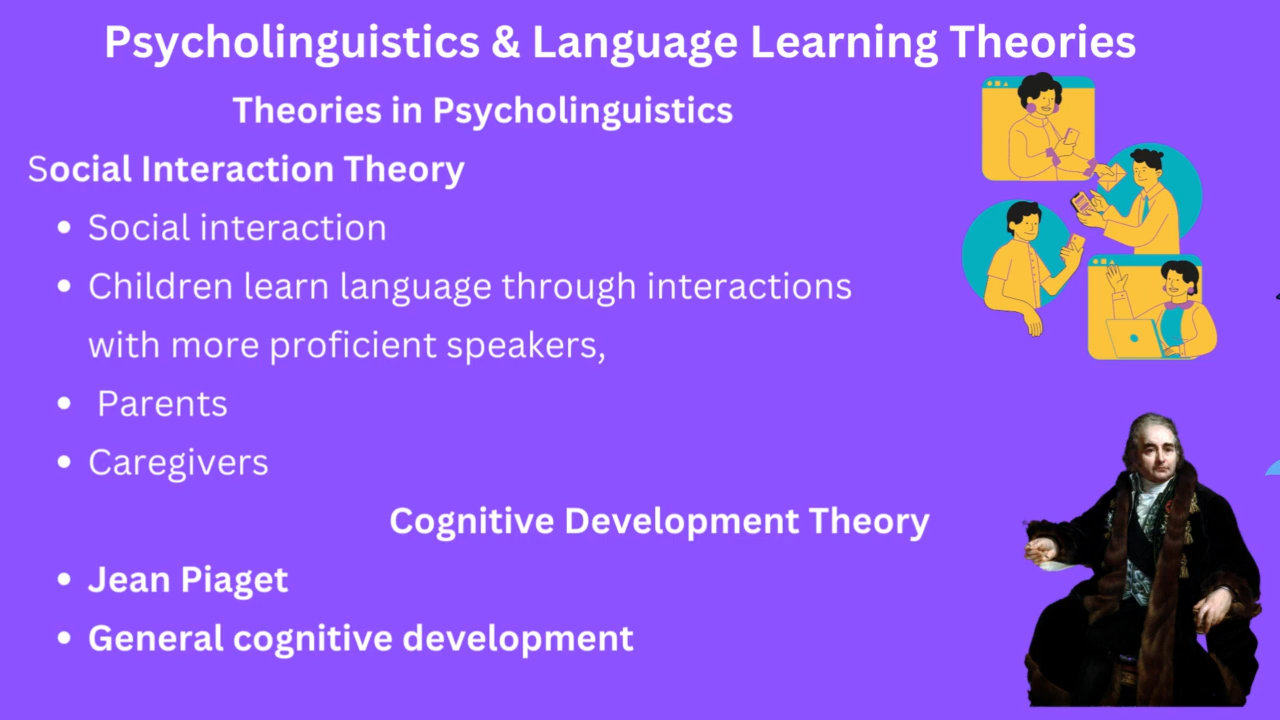 Psycholinguistics & Language Learning Theories
Theories in Psycholinguistics
Social Interaction Theory
• Social interaction
• Children learn language through interactions
with more proficient speakers,
• Parents
• Caregivers
Cognitive Development Theory
• Jean Piaget
• General cognitive development